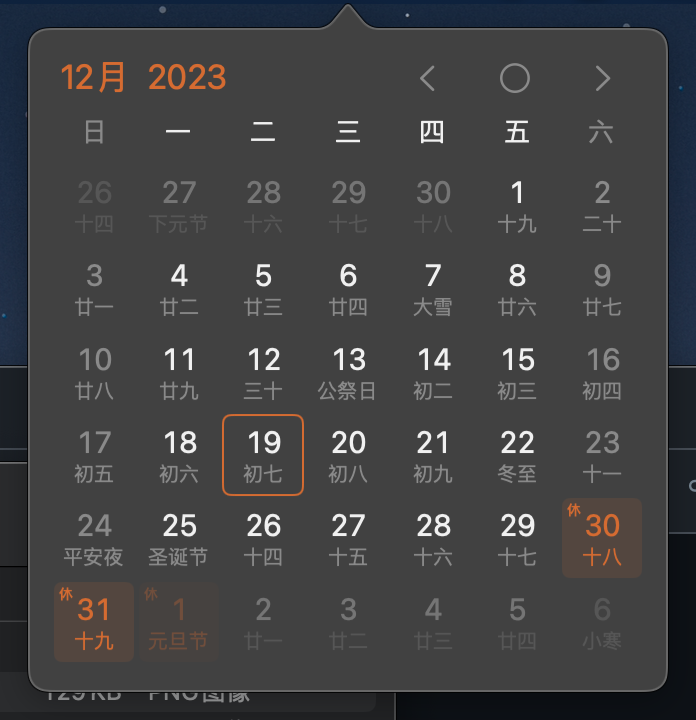 12月 2023
日 一 二 三 四 五 六
26 27 28 29 30 1 2
十四 下元节 十六 十七 十八 十九 二十
3 4 5 6 7 8 9
廿一 廿二 廿三 廿四 大雪 廿六 廿七
10 11 12 13 14 15 16
廿八 廿九 三十 公祭日 初二 初三 初四
17 18 19 20 21 22 23
初五 初六 初七 初八 初九 冬至 十一
24 25 26 27 28 29 休 30
平安夜 圣诞节 十四 十五 十六 十七 十八
休 31 休 1 2 3 4 5 6
十九 元旦节 廿一 廿二 廿三 廿四 小寒
129 KB PNG图像